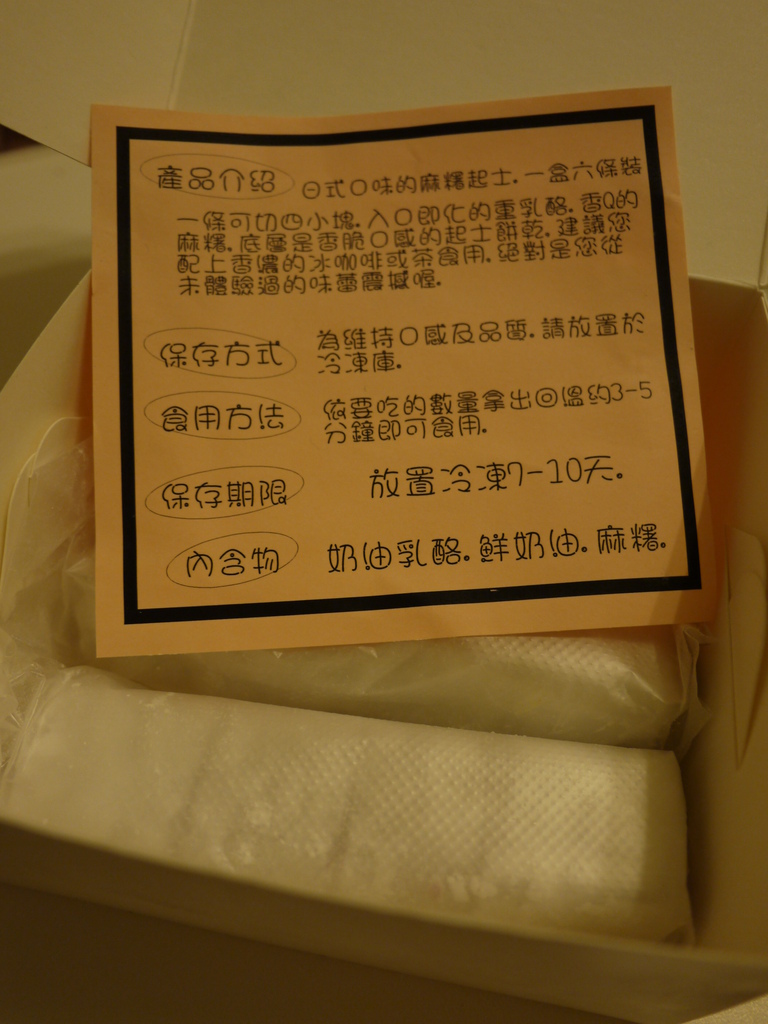 產品介紹 日式口味的麻糬起士.一盒六條裝
一條可切四小塊.入口即化的重乳酪.香Q的
麻糬.底層是香脆口感的起士餅乾.建議您
配上香濃的冰咖啡或茶食用.絕對是您從
未體驗過的味蕾震撼喔.
保存方式 為維持口感及品質.請放置於
冷凍庫.
食用方法 依要吃的數量拿出回溫約3-5
分鐘即可食用.
保存期限 放置冷凍7-10天。
內含物 奶油乳酪。鮮奶油。麻糬。